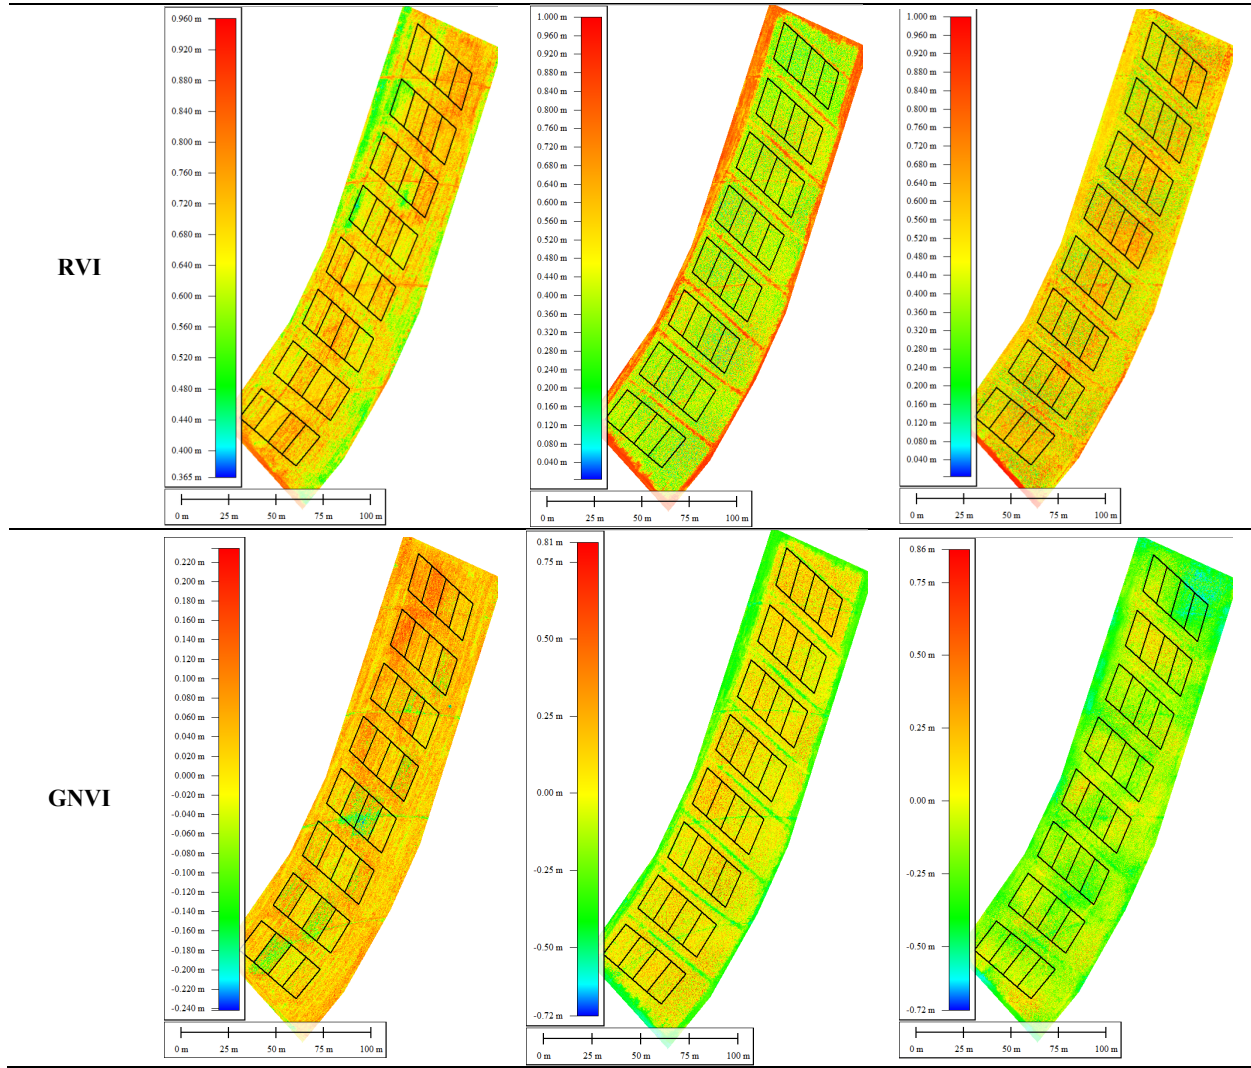 RVI
0.960 m
0.920 m
0.880 m
0.840 m
0.800 m
0.760 m
0.720 m
0.680 m
0.640 m
0.600 m
0.560 m
0.520 m
0.480 m
0.440 m
0.400 m
0.365 m
0 m 25 m 50 m 75 m 100 m
1.000 m
0.960 m
0.920 m
0.880 m
0.840 m
0.800 m
0.760 m
0.720 m
0.680 m
0.640 m
0.600 m
0.560 m
0.520 m
0.480 m
0.440 m
0.400 m
0.360 m
0.320 m
0.280 m
0.240 m
0.200 m
0.160 m
0.120 m
0.080 m
0.040 m
0 m 25 m 50 m 75 m 100 m
1.000 m
0.960 m
0.920 m
0.880 m
0.840 m
0.800 m
0.760 m
0.720 m
0.680 m
0.640 m
0.600 m
0.560 m
0.520 m
0.480 m
0.440 m
0.400 m
0.360 m
0.320 m
0.280 m
0.240 m
0.200 m
0.160 m
0.120 m
0.080 m
0.040 m
0 m 25 m 50 m 75 m 100 m
GNVI
0.220 m
0.200 m
0.180 m
0.160 m
0.140 m
0.120 m
0.100 m
0.080 m
0.060 m
0.040 m
0.020 m
0.000 m
-0.020 m
-0.040 m
-0.060 m
-0.080 m
-0.100 m
-0.120 m
-0.140 m
-0.160 m
-0.180 m
-0.200 m
-0.220 m
-0.240 m
0 m 25 m 50 m 75 m 100 m
0.81 m
0.75 m
0.50 m
0.25 m
0.00 m
-0.25 m
-0.50 m
-0.72 m
0 m 25 m 50 m 75 m 100 m
0.86 m
0.75 m
0.50 m
0.25 m
0.00 m
-0.25 m
-0.50 m
-0.72 m
0 m 25 m 50 m 75 m 100 m